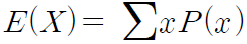 E(X) = ∑xP(x)